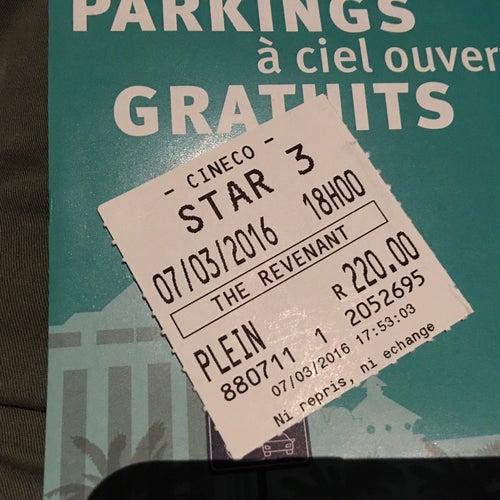 PARKINGS
à ciel ouver
GRATUITS
- CINECO -
STAR 3
07/03/2016 18H00
THE REVENANT
PLEIN R 220.00
880711 1 2052695
07/03/2016 17:53:03
Ni repris, ni echange